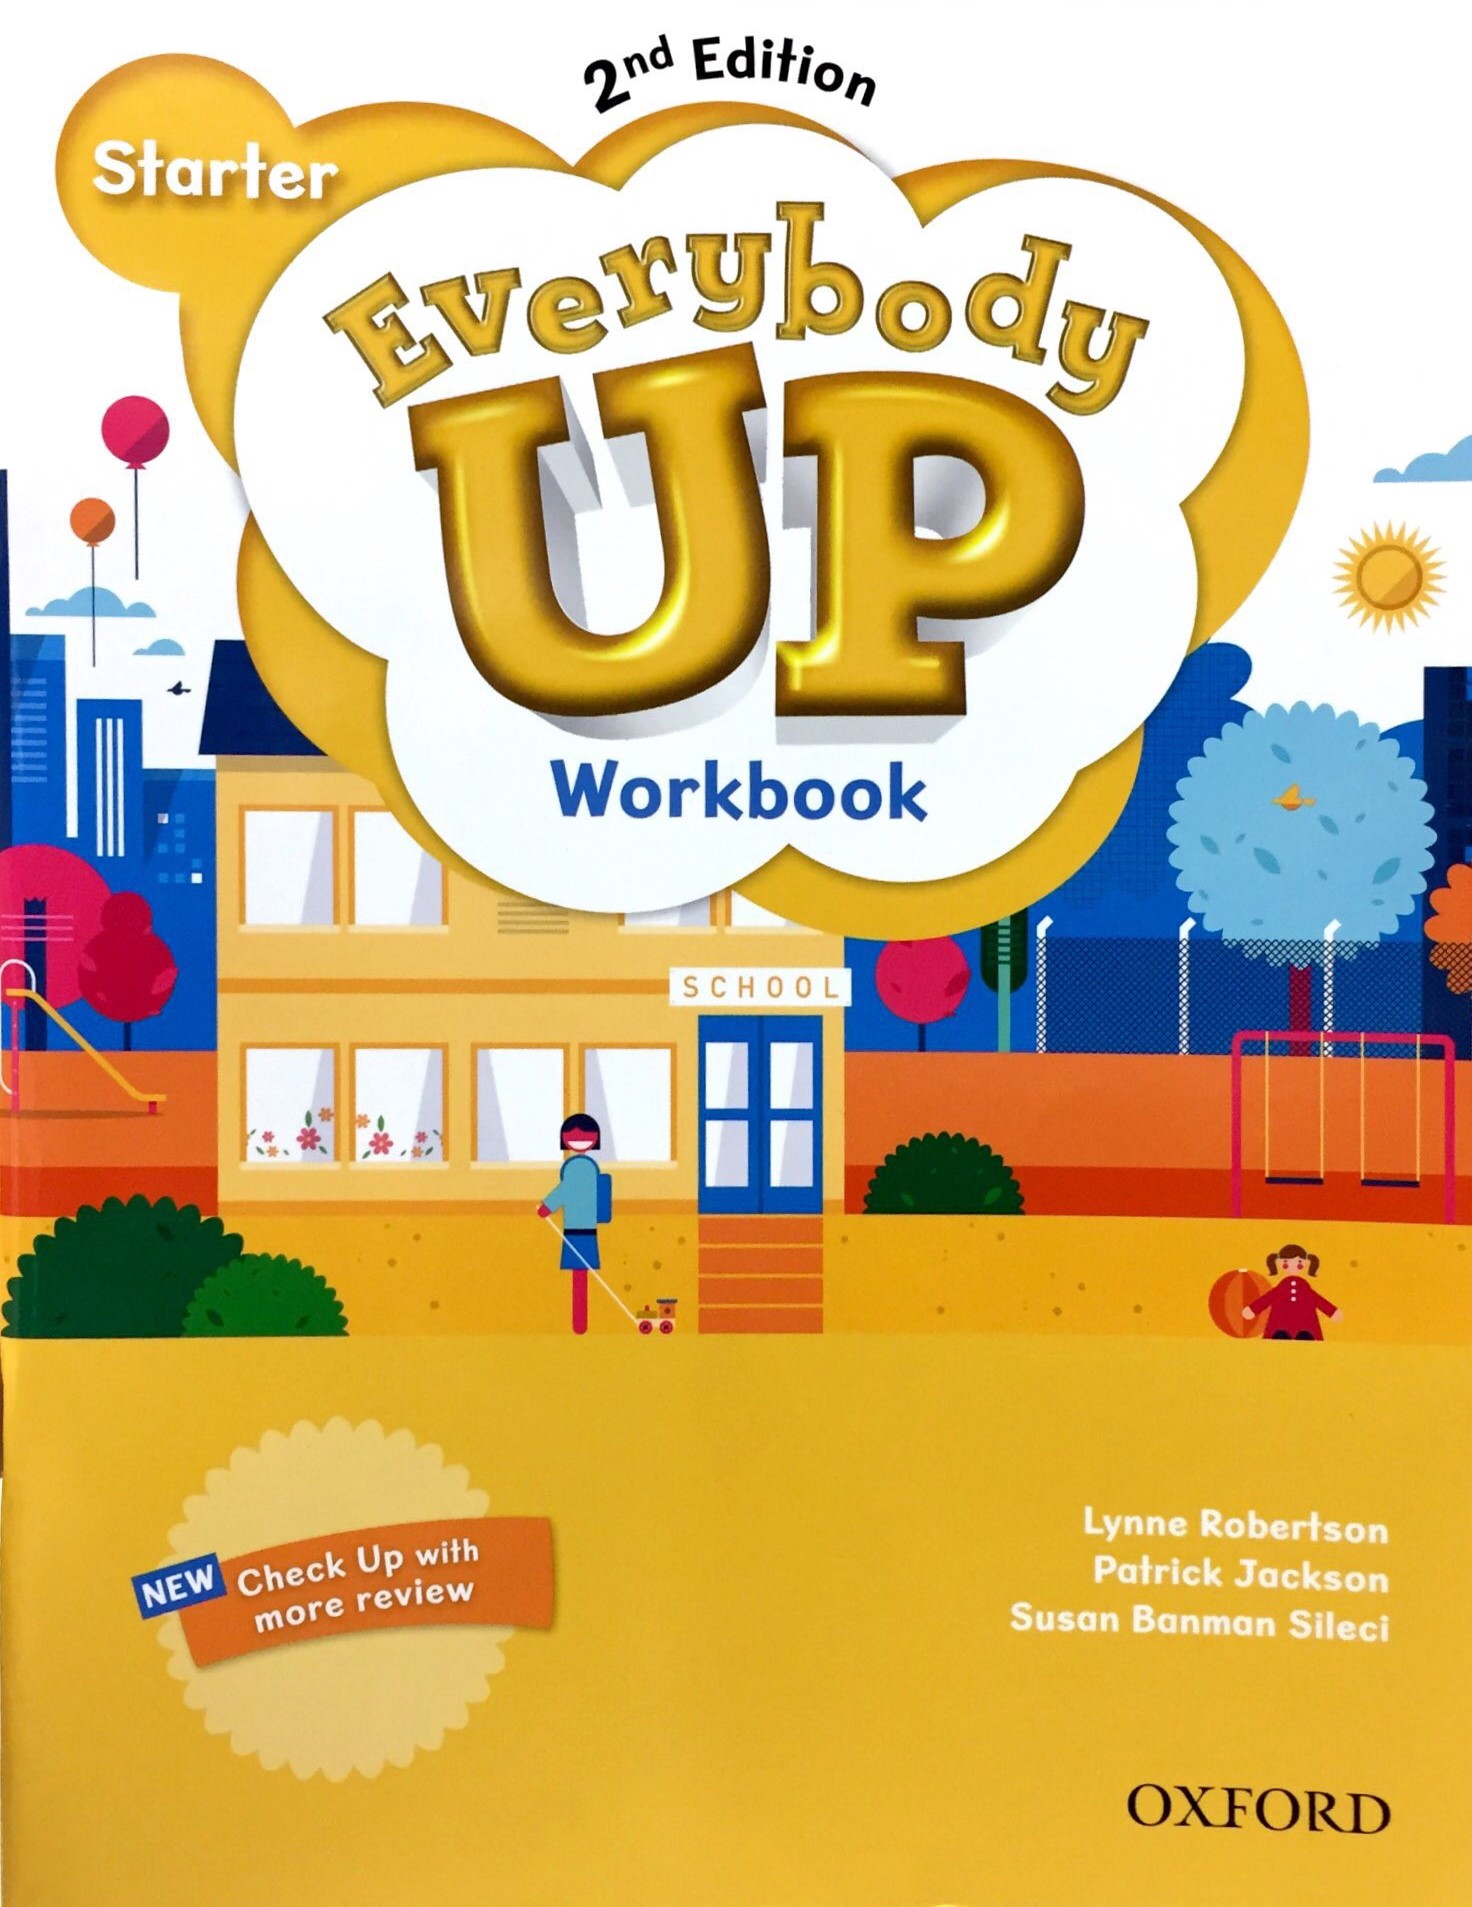 2nd Edition
Starter
Everybody
UP
Workbook
SCHOOL
NEW
Check Up with
more review
Lynne Robertson
Patrick Jackson
Susan Banman Sileci
OXFORD